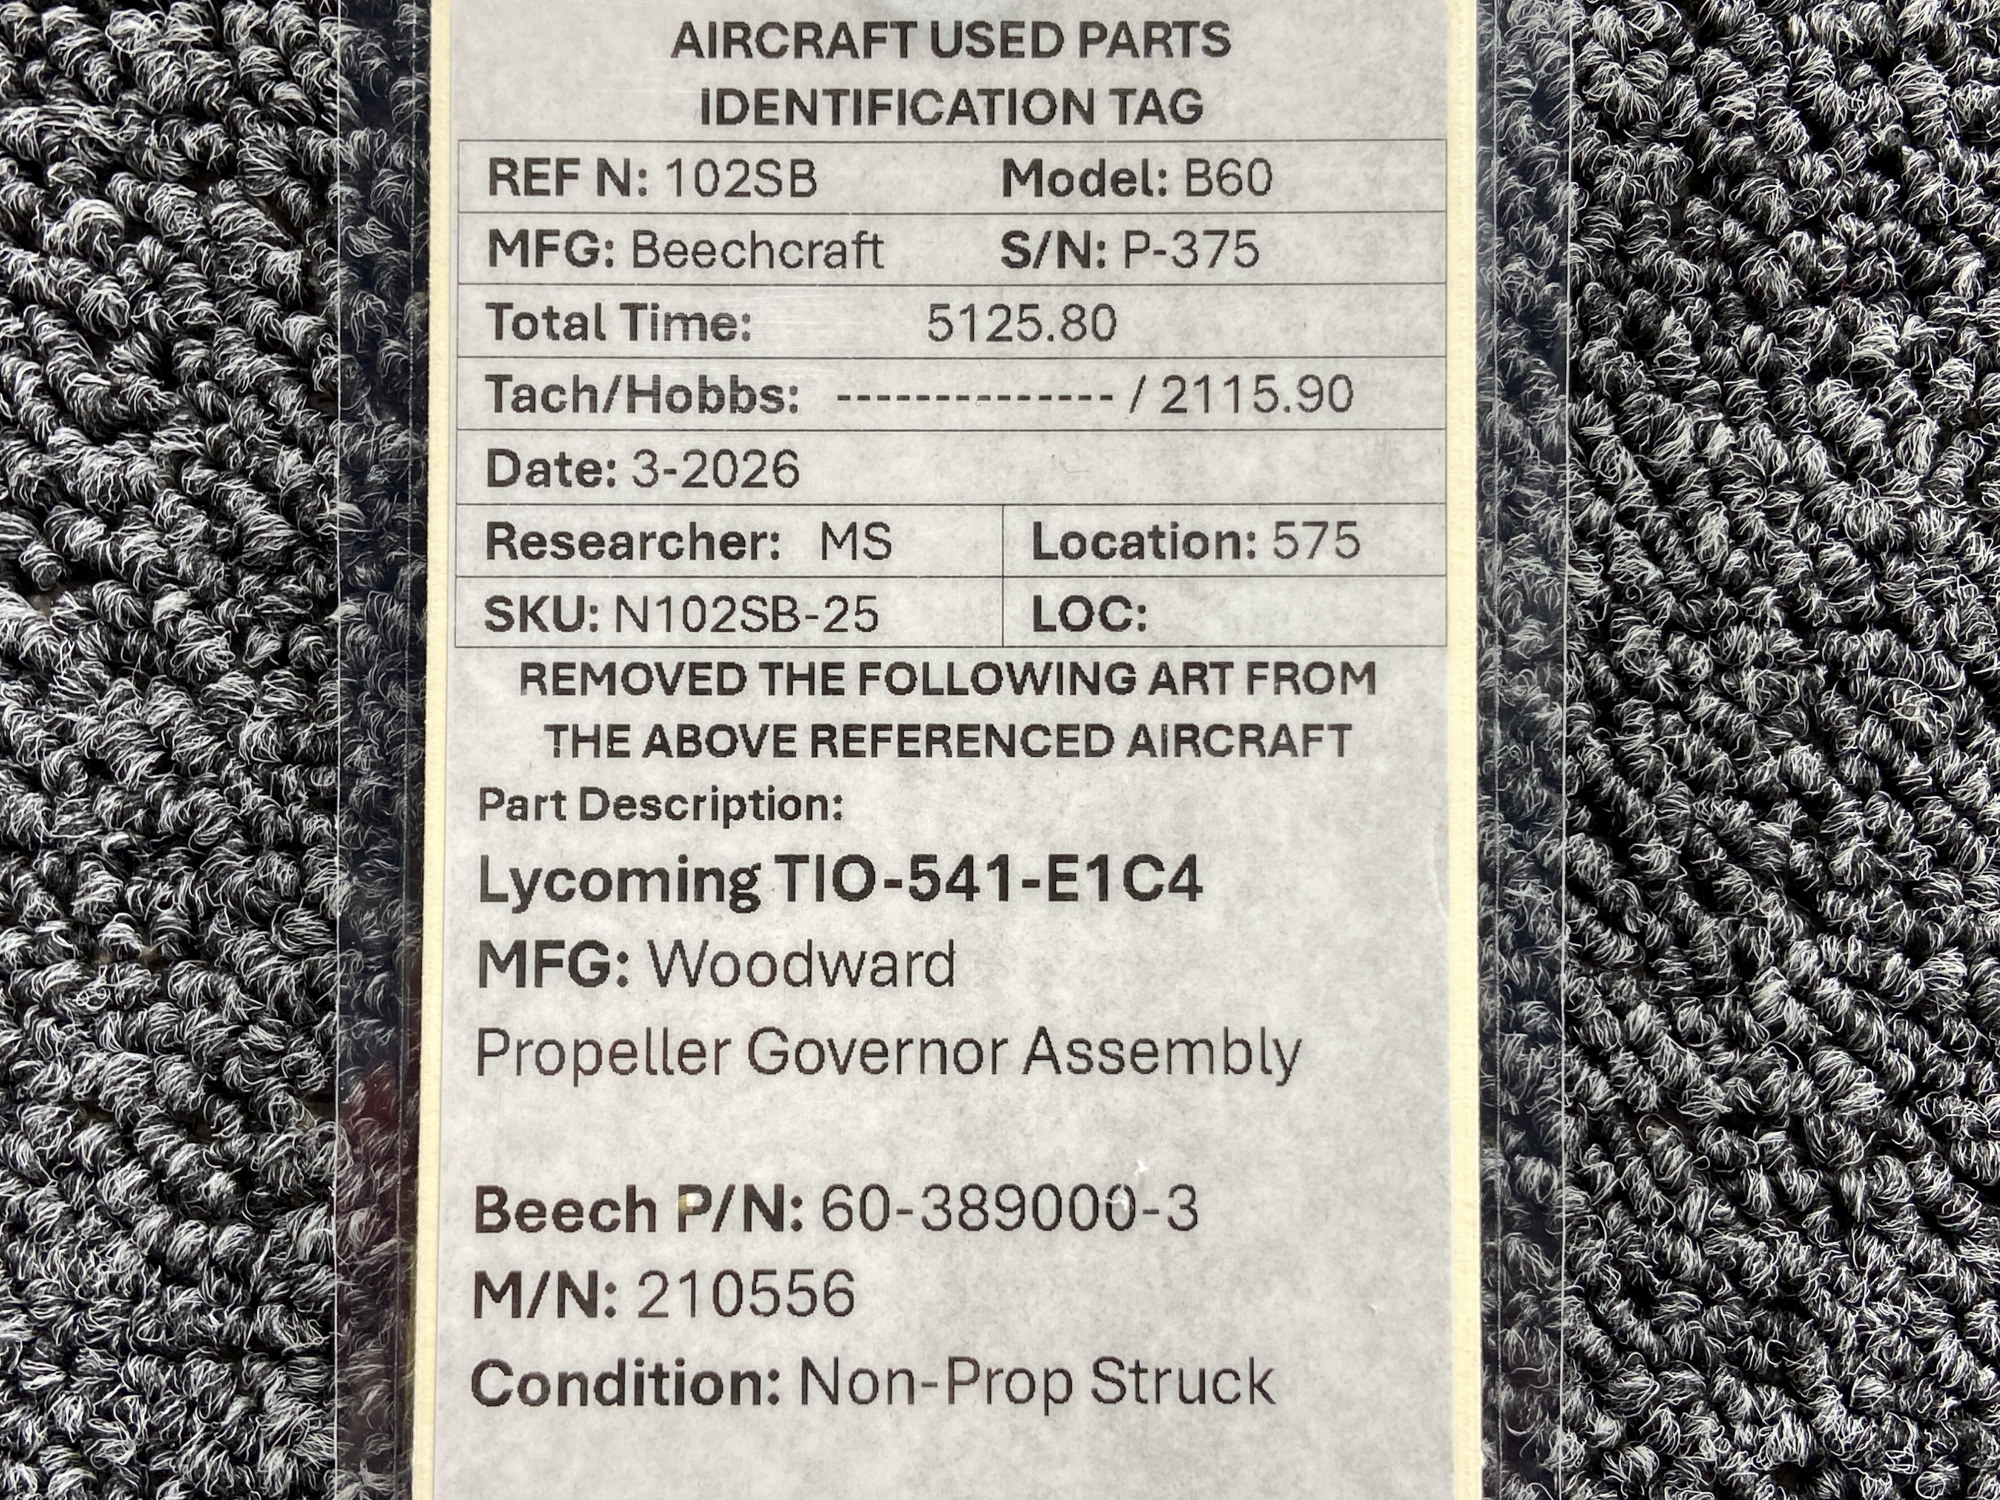 AIRCRAFT USED PARTS
IDENTIFICATION TAG
REF N: 102SB Model: B60
MFG: Beechcraft S/N: P-375
Total Time: 5125.80
Tach/Hobbs: -------------- / 2115.90
Date: 3-2026
Researcher: MS Location: 575
SKU: N102SB-25 LOC:
REMOVED THE FOLLOWING ART FROM
THE ABOVE REFERENCED AIRCRAFT
Part Description:
Lycoming TIO-541-E1C4
MFG: Woodward
Propeller Governor Assembly
Beech P/N: 60-389000-3
M/N: 210556
Condition: Non-Prop Struck